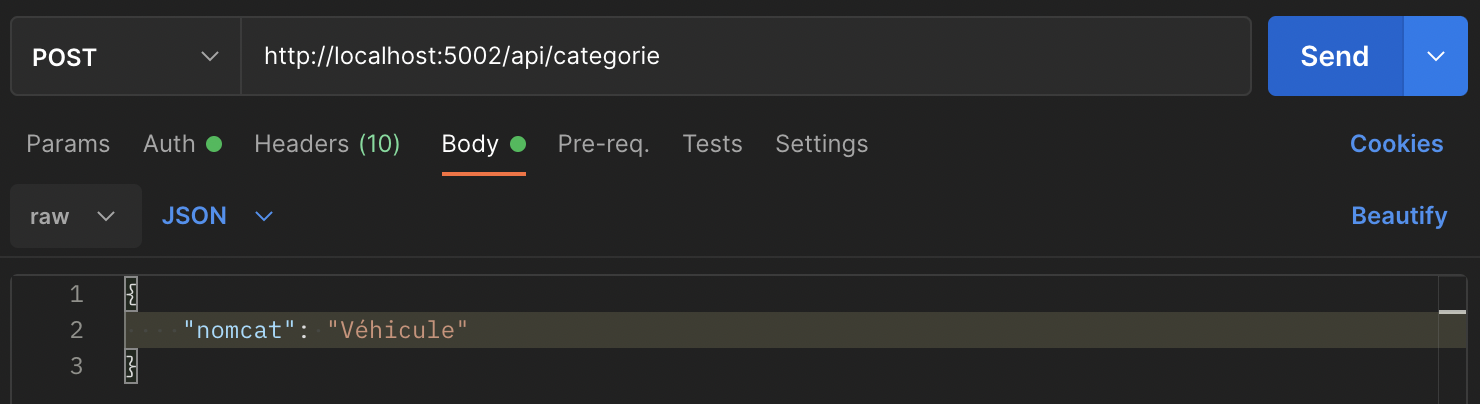 POST http://localhost:5002/api/categorie Send
Params Auth Headers (10) Body Pre-req. Tests Settings Cookies
raw JSON Beautify
1 {
2 "nomcat": "Véhicule"
3 }